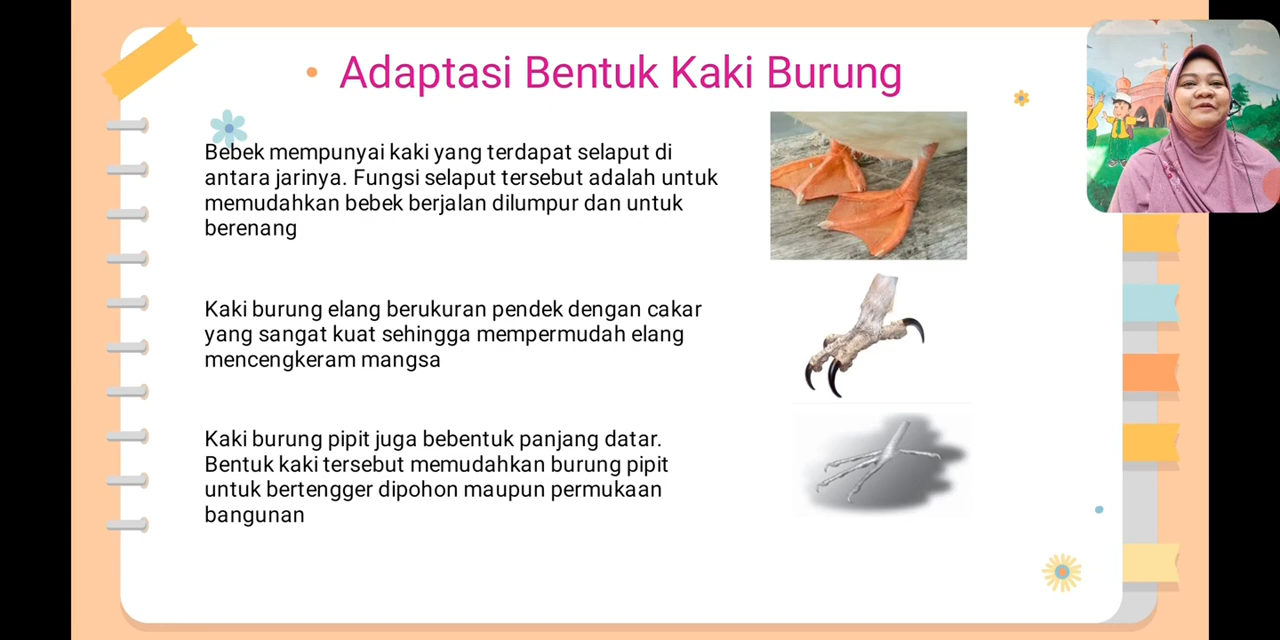 • Adaptasi Bentuk Kaki Burung
Bebek mempunyai kaki yang terdapat selaput di
antara jarinya. Fungsi selaput tersebut adalah untuk
memudahkan bebek berjalan dilumpur dan untuk
berenang
Kaki burung elang berukuran pendek dengan cakar
yang sangat kuat sehingga mempermudah elang
mencengkeram mangsa
Kaki burung pipit juga bebentuk panjang datar.
Bentuk kaki tersebut memudahkan burung pipit
untuk bertengger dipohon maupun permukaan
bangunan